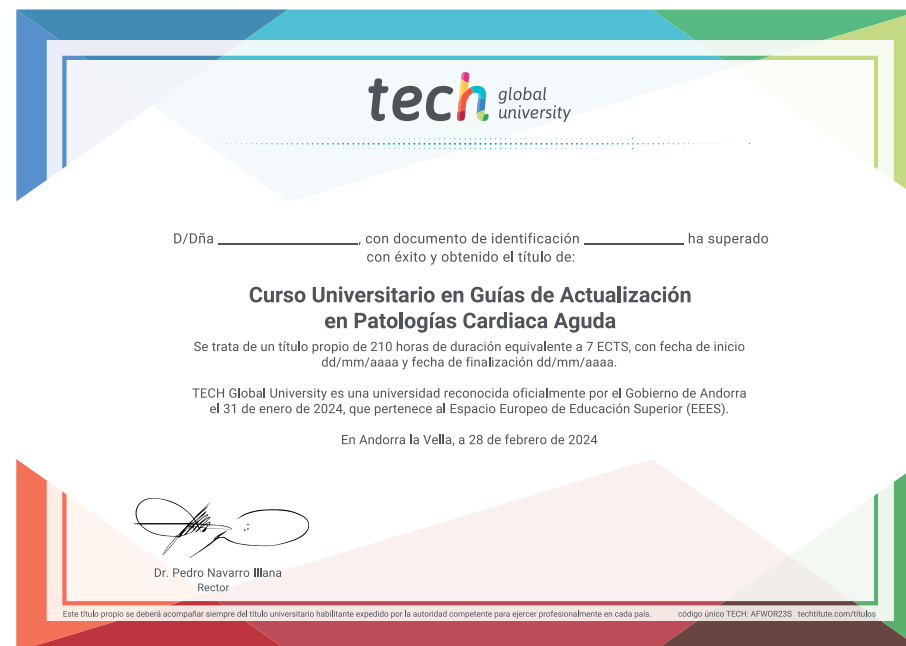 tech global university
D/Dña ____________________, con documento de identificación ______________ ha superado
con éxito y obtenido el título de:
Curso Universitario en Guías de Actualización
en Patologías Cardiaca Aguda
Se trata de un título propio de 210 horas de duración equivalente a 7 ECTS, con fecha de inicio
dd/mm/aaaa y fecha de finalización dd/mm/aaaa.
TECH Global University es una universidad reconocida oficialmente por el Gobierno de Andorra
el 31 de enero de 2024, que pertenece al Espacio Europeo de Educación Superior (EEES).
En Andorra la Vella, a 28 de febrero de 2024
Dr. Pedro Navarro Illana
Rector
Este título propio se deberá acompañar siempre del título universitario habilitante expedido por la autoridad competente para ejercer profesionalmente en cada país. código único TECH: AFWOR23S techtitute.com/titulos